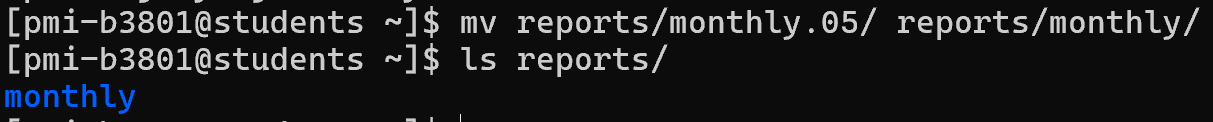 [pmi-b3801@students ~]$ mv reports/monthly.05/ reports/monthly/
[pmi-b3801@students ~]$ ls reports/
monthly